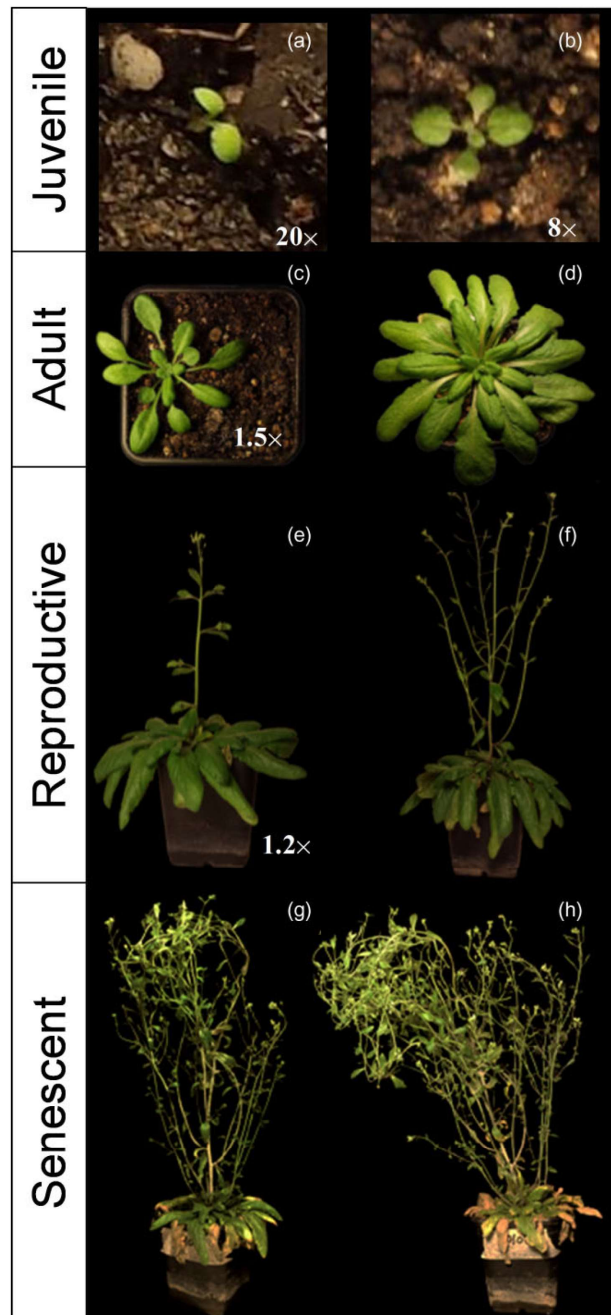 Juvenile
(a)
(b)
20×
8×
Adult
(c)
(d)
1.5×
Reproductive
(e)
(f)
1.2×
Senescent
(g)
(h)